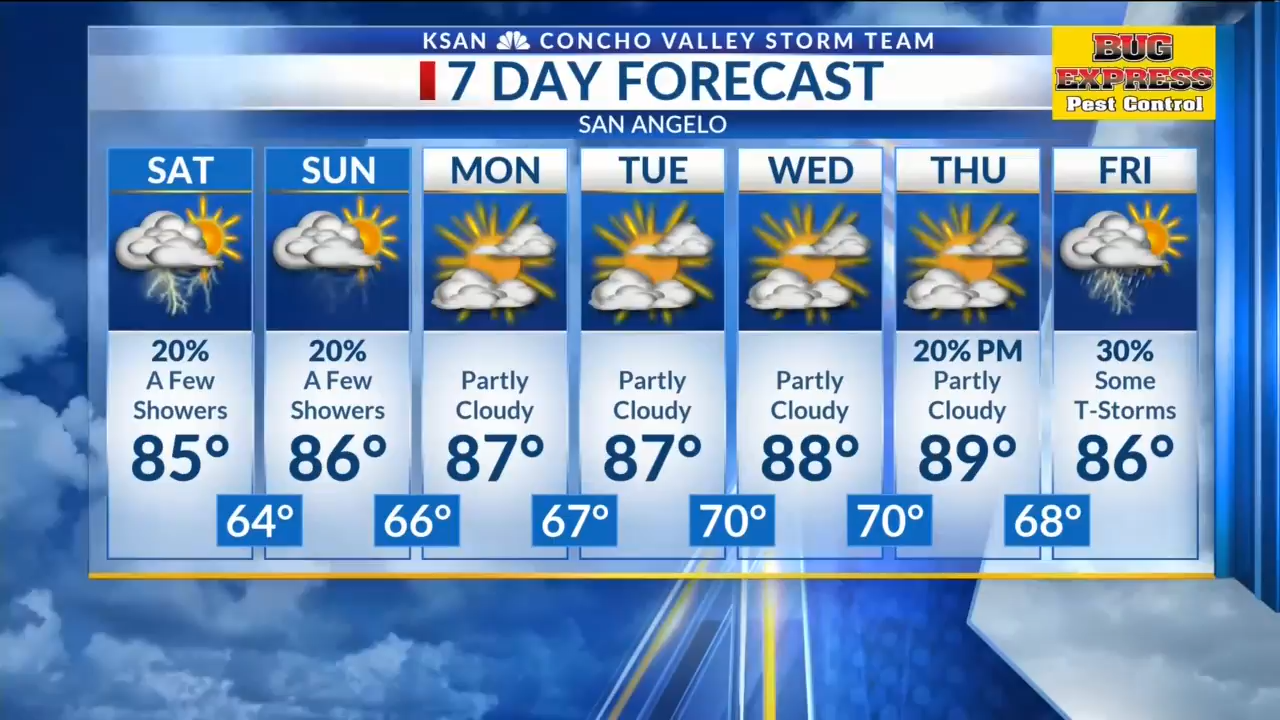 KSAN CONCHO VALLEY STORM TEAM
7 DAY FORECAST
SAN ANGELO
BUG
EXPRESS
Pest Control
SAT
20%
A Few
Showers
85°
SUN
20%
A Few
Showers
86°
MON
Partly
Cloudy
87°
TUE
Partly
Cloudy
87°
WED
Partly
Cloudy
88°
THU
20% PM
Partly
Cloudy
89°
FRI
30%
Some
T-Storms
86°
64°
66°
67°
70°
70°
68°